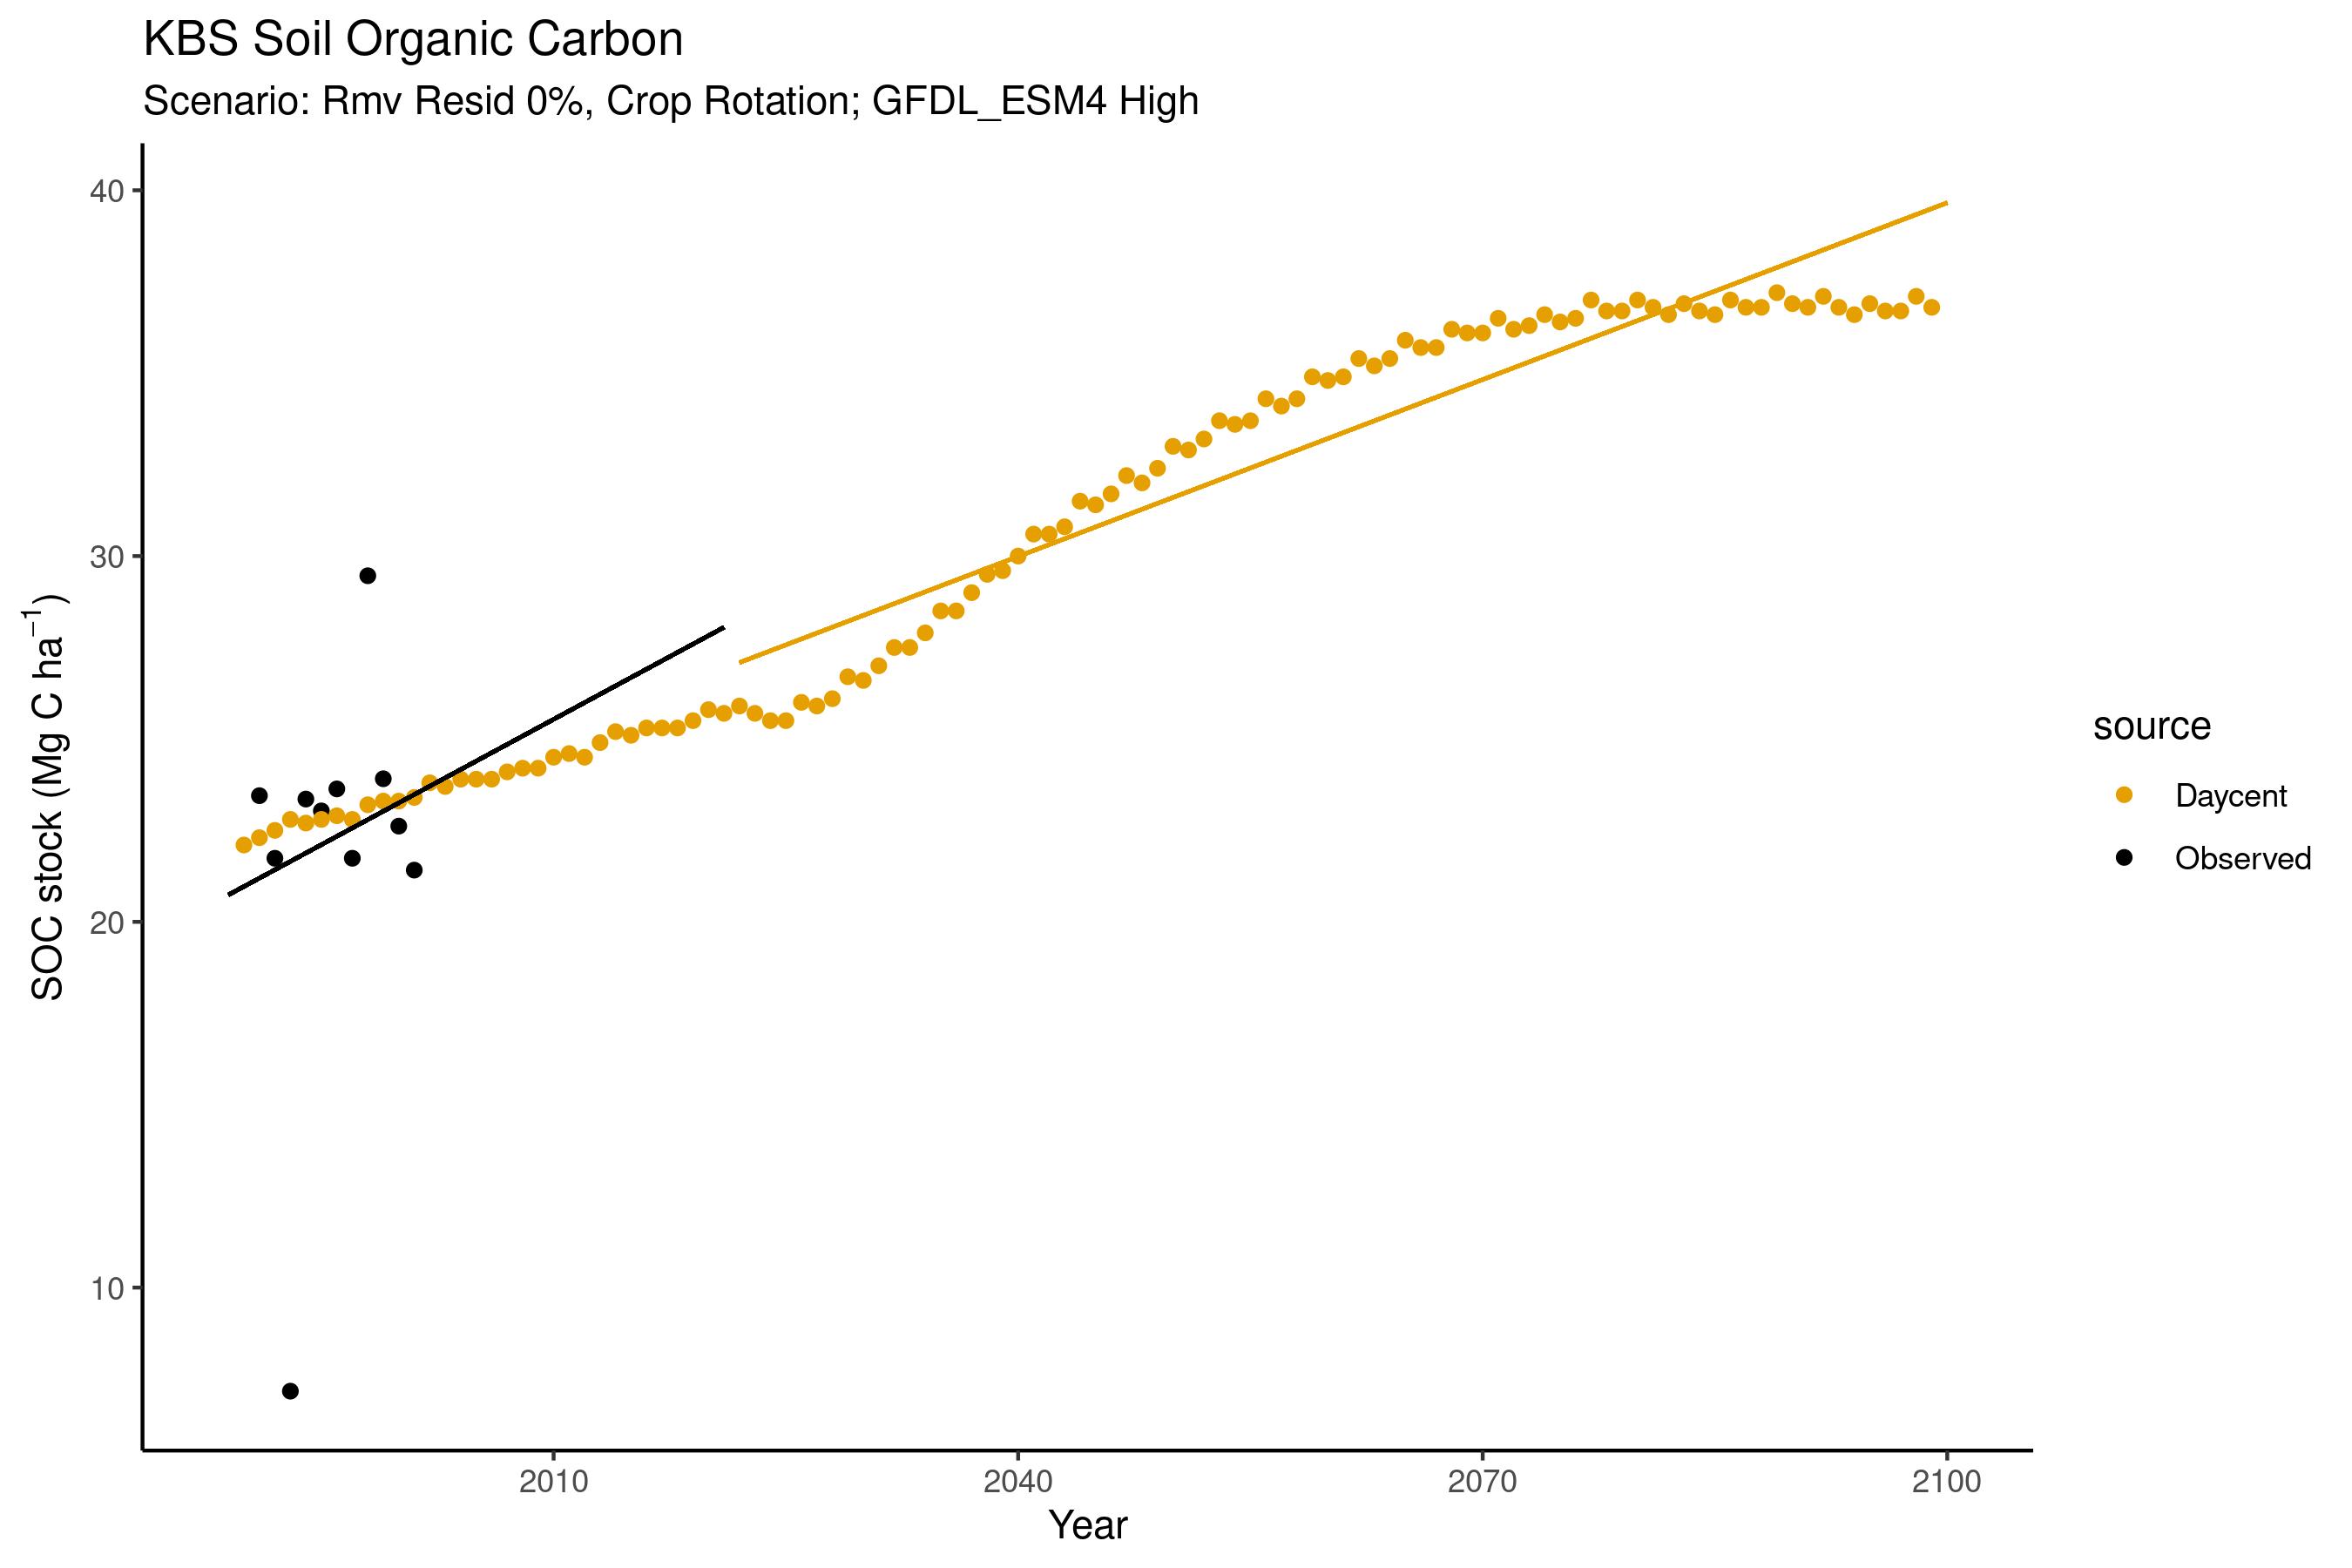 KBS Soil Organic Carbon
Scenario: Rmv Resid 0%, Crop Rotation; GFDL_ESM4 High
40
30
20
10
SOC stock (Mg C ha⁻¹)
2010 2040 2070 2100
Year
source
Daycent
Observed